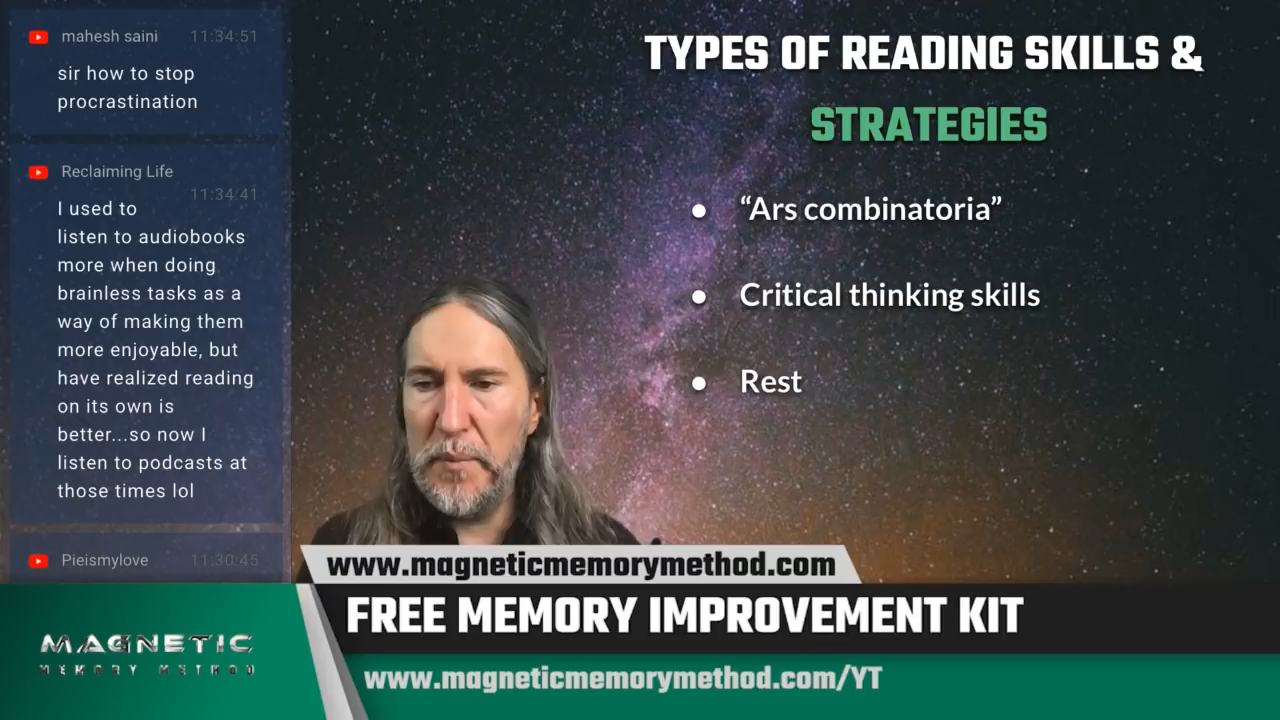 mahesh saini 11:34:51
sir how to stop
procrastination
Reclaiming Life
11:34:41
I used to
listen to audiobooks
more when doing
brainless tasks as a
way of making them
more enjoyable, but
have realized reading
on its own is
better...so now I
listen to podcasts at
those times lol
Pieismylove 11:30:45
TYPES OF READING SKILLS &
STRATEGIES
● “Ars combinatoria”
● Critical thinking skills
● Rest
www.magneticmemorymethod.com
FREE MEMORY IMPROVEMENT KIT
www.magneticmemorymethod.com/YT
MAGNETIC
MEMORY METHOD